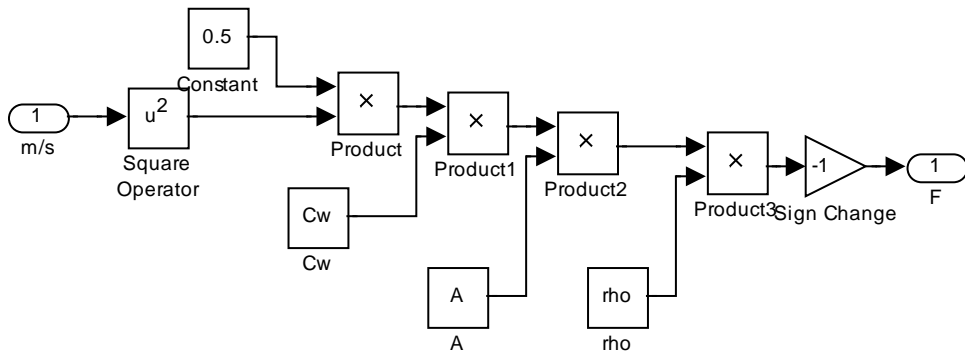 0.5
Constant
1
m/s
u2
Square
Operator
×
Product
×
Product1
×
Product2
×
Product3
-1
Sign Change
1
F
Cw
Cw
A
A
rho
rho